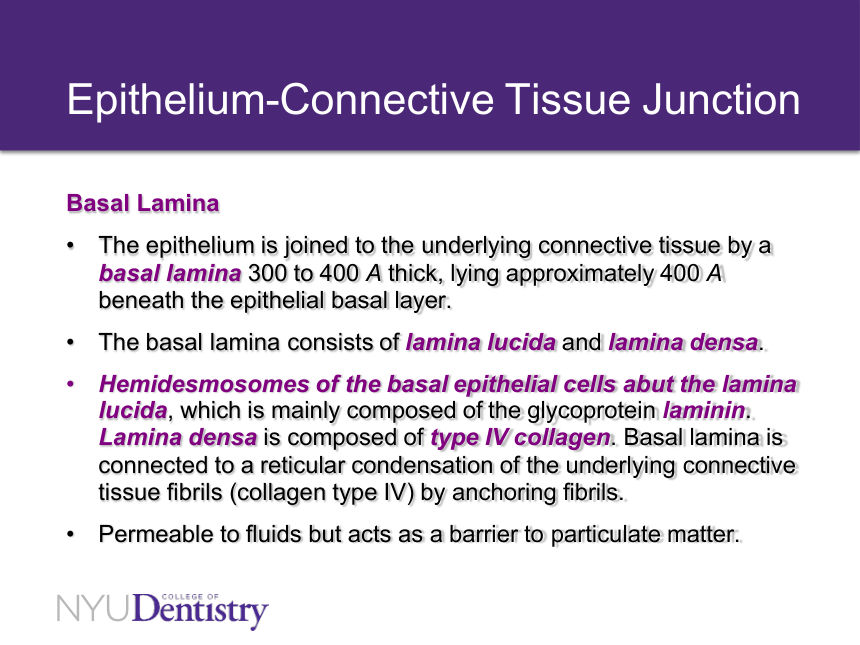 Epithelium-Connective Tissue Junction
Basal Lamina
• The epithelium is joined to the underlying connective tissue by a
basal lamina 300 to 400 A thick, lying approximately 400 A
beneath the epithelial basal layer.
• The basal lamina consists of lamina lucida and lamina densa.
• Hemidesmosomes of the basal epithelial cells abut the lamina
lucida, which is mainly composed of the glycoprotein laminin.
Lamina densa is composed of type IV collagen. Basal lamina is
connected to a reticular condensation of the underlying connective
tissue fibrils (collagen type IV) by anchoring fibrils.
• Permeable to fluids but acts as a barrier to particulate matter.
COLLEGE OF
NYU Dentistry